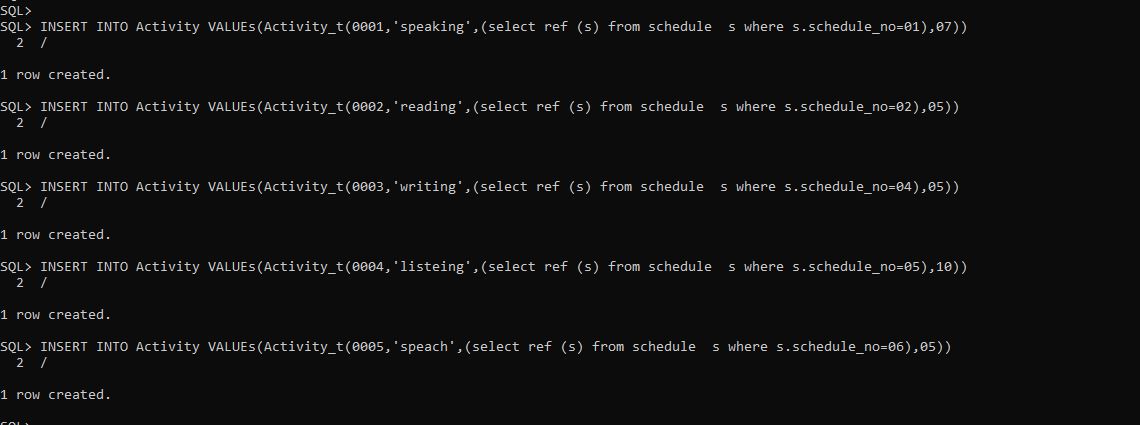 SQL>
SQL> INSERT INTO Activity VALUEs(Activity_t(0001,'speaking',(select ref (s) from schedule  s where s.schedule_no=01),07))
  2  /
1 row created.
SQL> INSERT INTO Activity VALUEs(Activity_t(0002,'reading',(select ref (s) from schedule  s where s.schedule_no=02),05))
  2  /
1 row created.
SQL> INSERT INTO Activity VALUEs(Activity_t(0003,'writing',(select ref (s) from schedule  s where s.schedule_no=04),05))
  2  /
1 row created.
SQL> INSERT INTO Activity VALUEs(Activity_t(0004,'listeing',(select ref (s) from schedule  s where s.schedule_no=05),10))
  2  /
1 row created.
SQL> INSERT INTO Activity VALUEs(Activity_t(0005,'speach',(select ref (s) from schedule  s where s.schedule_no=06),05))
  2  /
1 row created.
SQL>